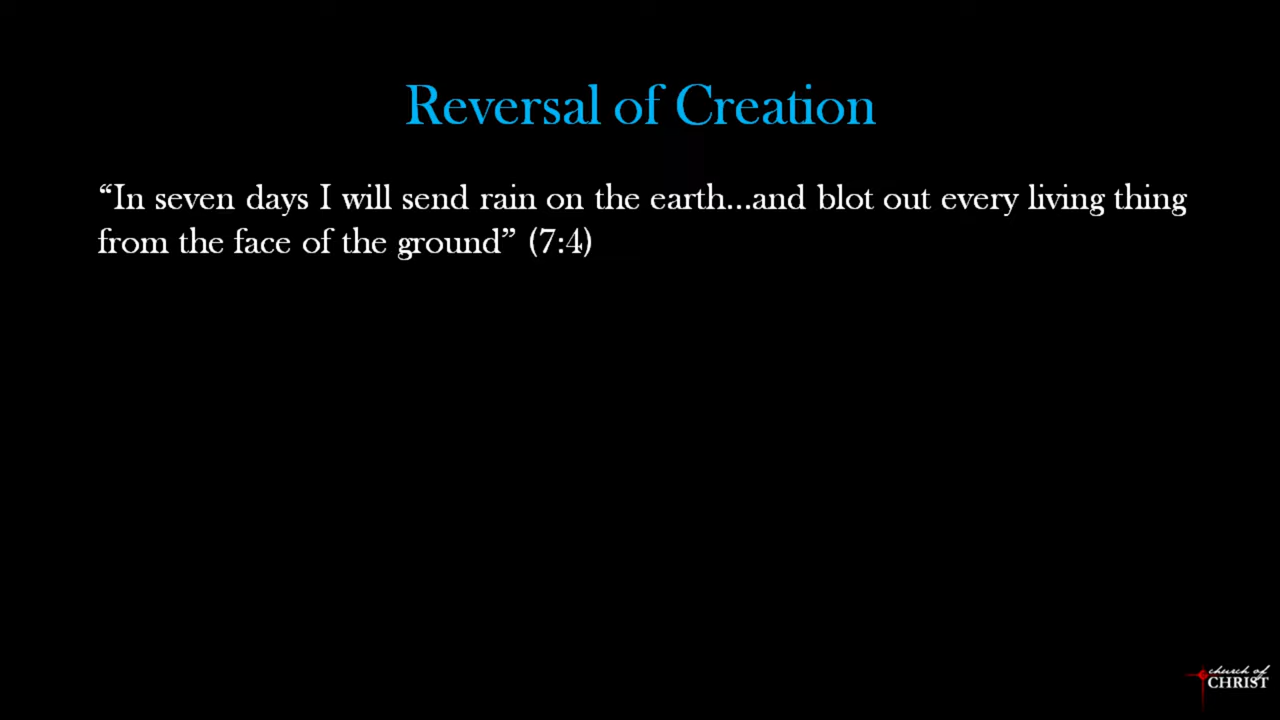 Reversal of Creation
“In seven days I will send rain on the earth...and blot out every living thing
from the face of the ground” (7:4)
church of
CHRIST